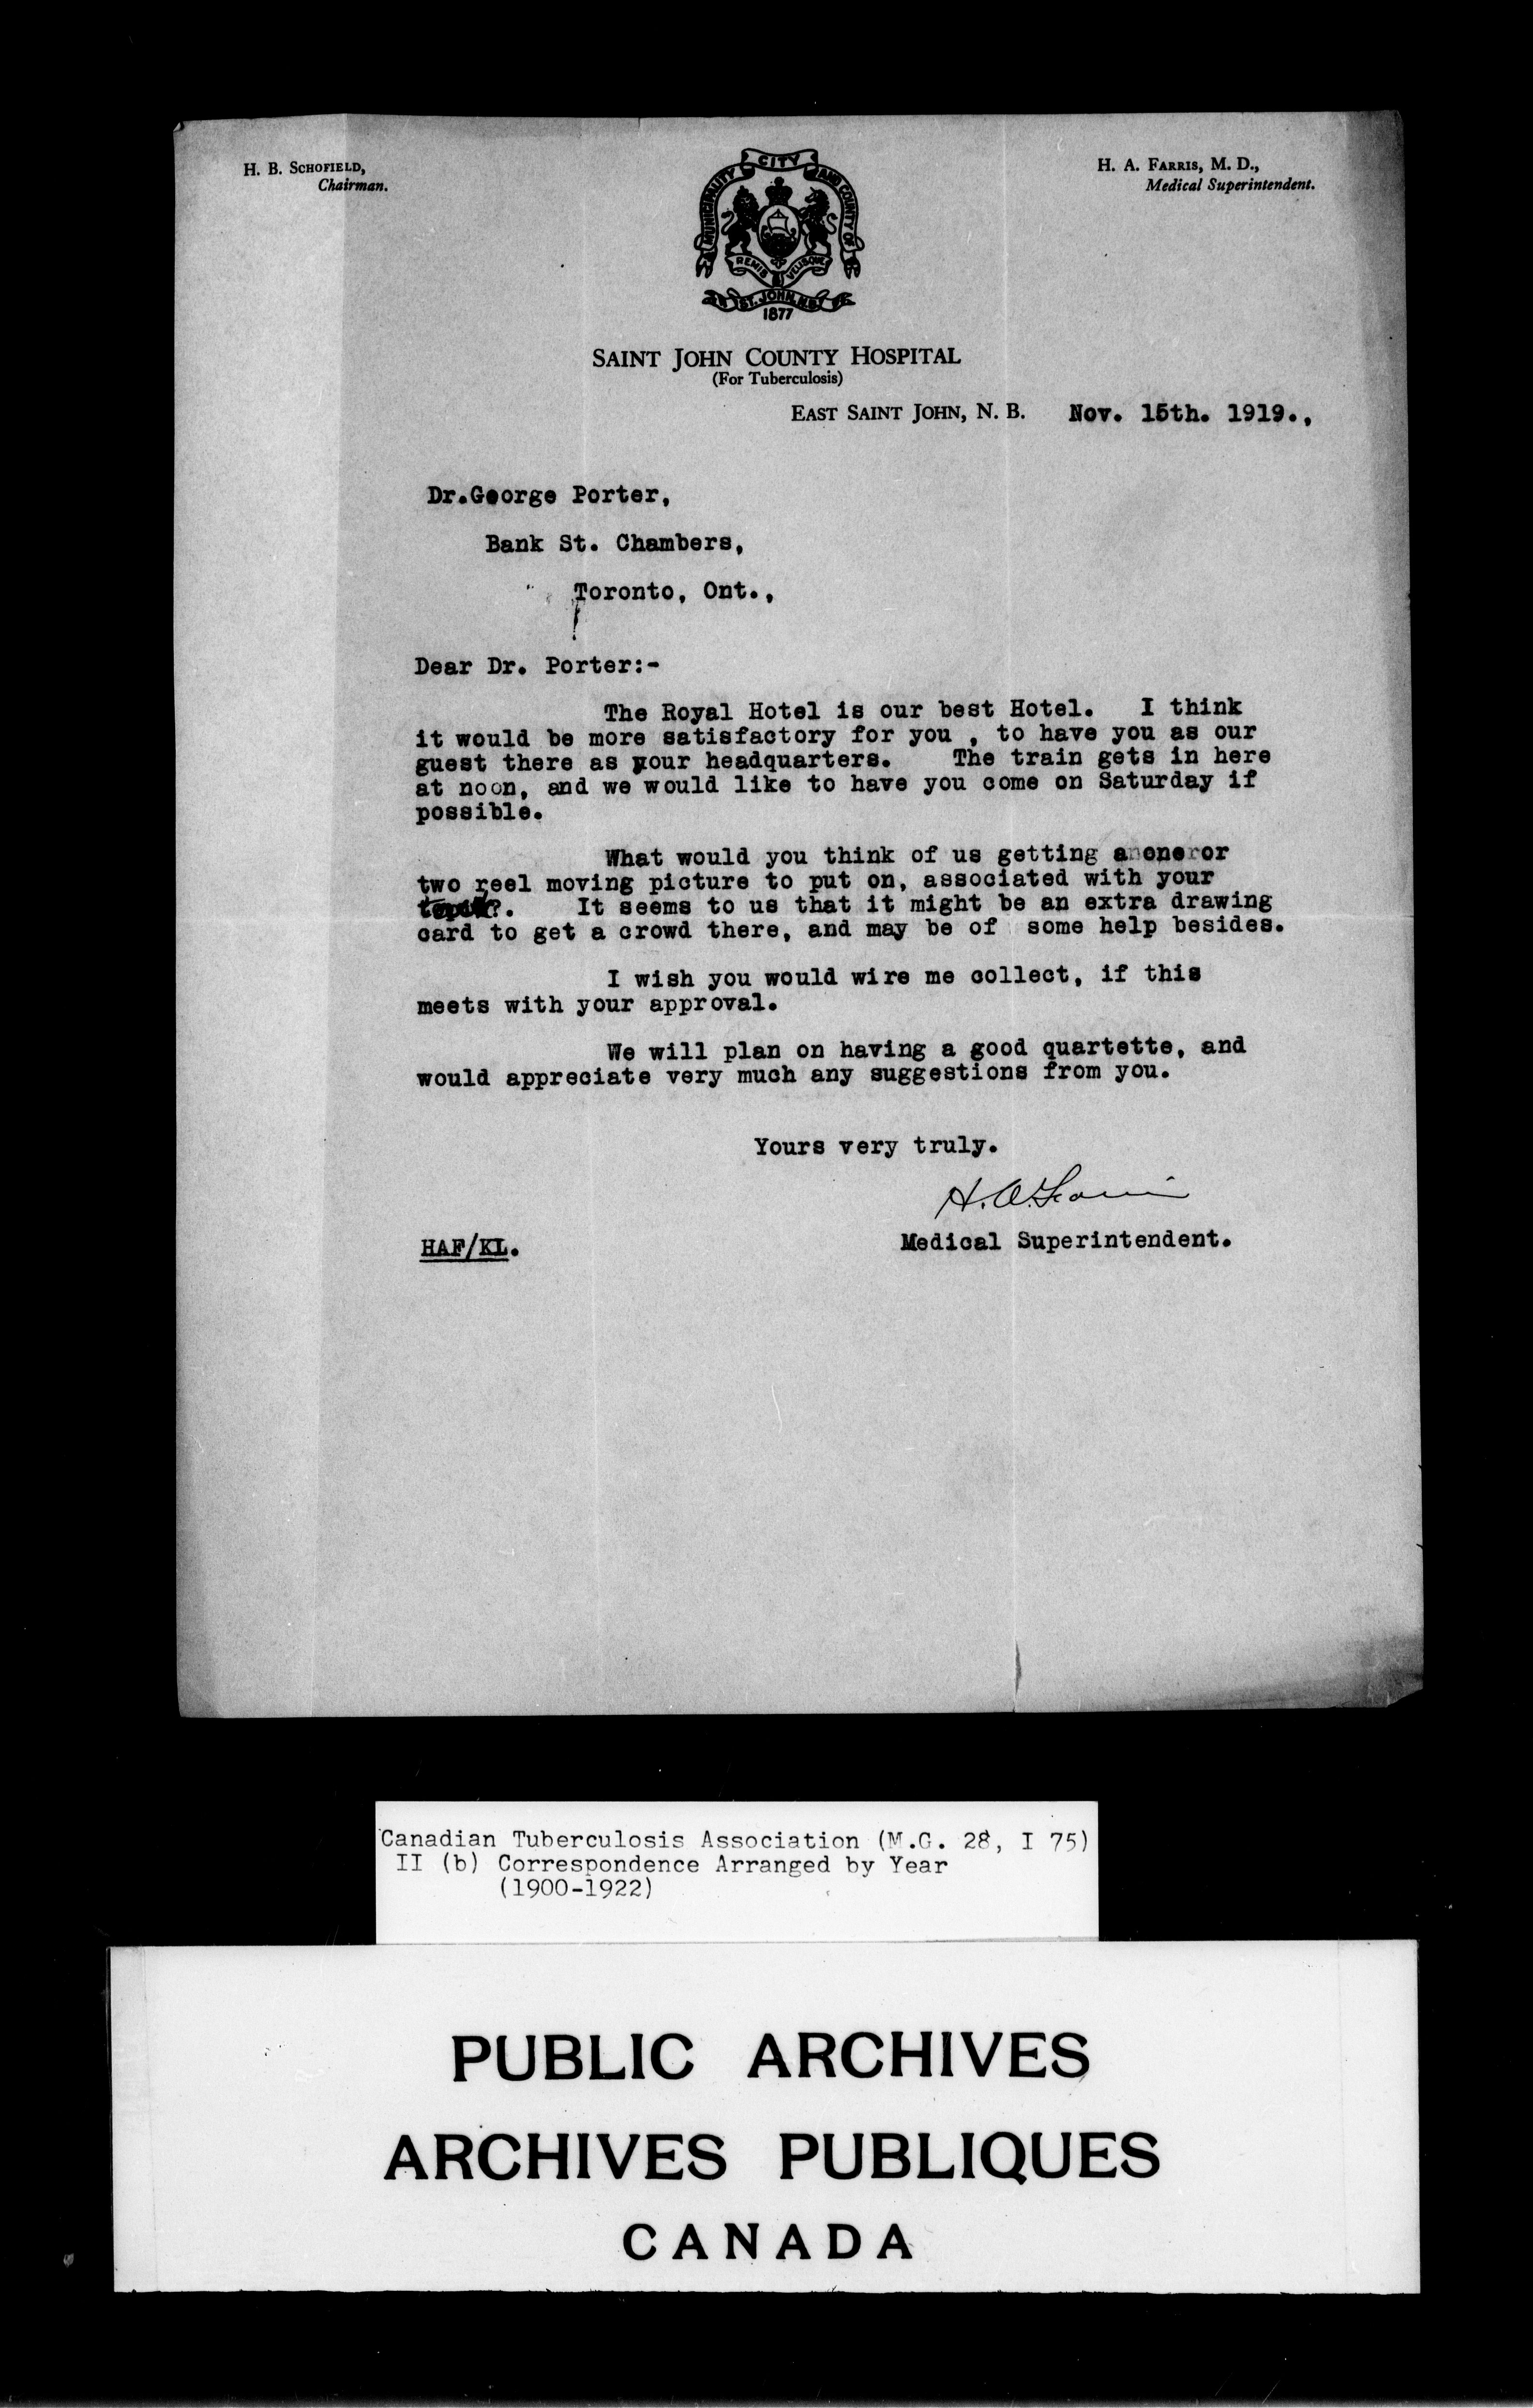 H. B. SCHOFIELD,
Chairman.
H. A. FARRIS, M. D.,
Medical Superintendent.
MUNICIPALITY CITY AND COUNTY OF
REMIS VELISQUE
ST. JOHN N.B.
1877
SAINT JOHN COUNTY HOSPITAL
(For Tuberculosis)
EAST SAINT JOHN, N. B. Nov. 15th. 1919.,
Dr.George Porter,
Bank St. Chambers,
Toronto, Ont.,
Dear Dr. Porter:-
The Royal Hotel is our best Hotel. I think
it would be more satisfactory for you , to have you as our
guest there as your headquarters. The train gets in here
at noon, and we would like to have you come on Saturday if
possible.
What would you think of us getting a one or
two reel moving picture to put on, associated with your
?. It seems to us that it might be an extra drawing
card to get a crowd there, and may be of some help besides.
I wish you would wire me collect, if this
meets with your approval.
We will plan on having a good quartette, and
would appreciate very much any suggestions from you.
Yours very truly.
H. A. Farris
HAF/KL. Medical Superintendent.
Canadian Tuberculosis Association (M.G. 28, I 75)
II (b) Correspondence Arranged by Year
(1900-1922)
PUBLIC ARCHIVES
ARCHIVES PUBLIQUES
CANADA